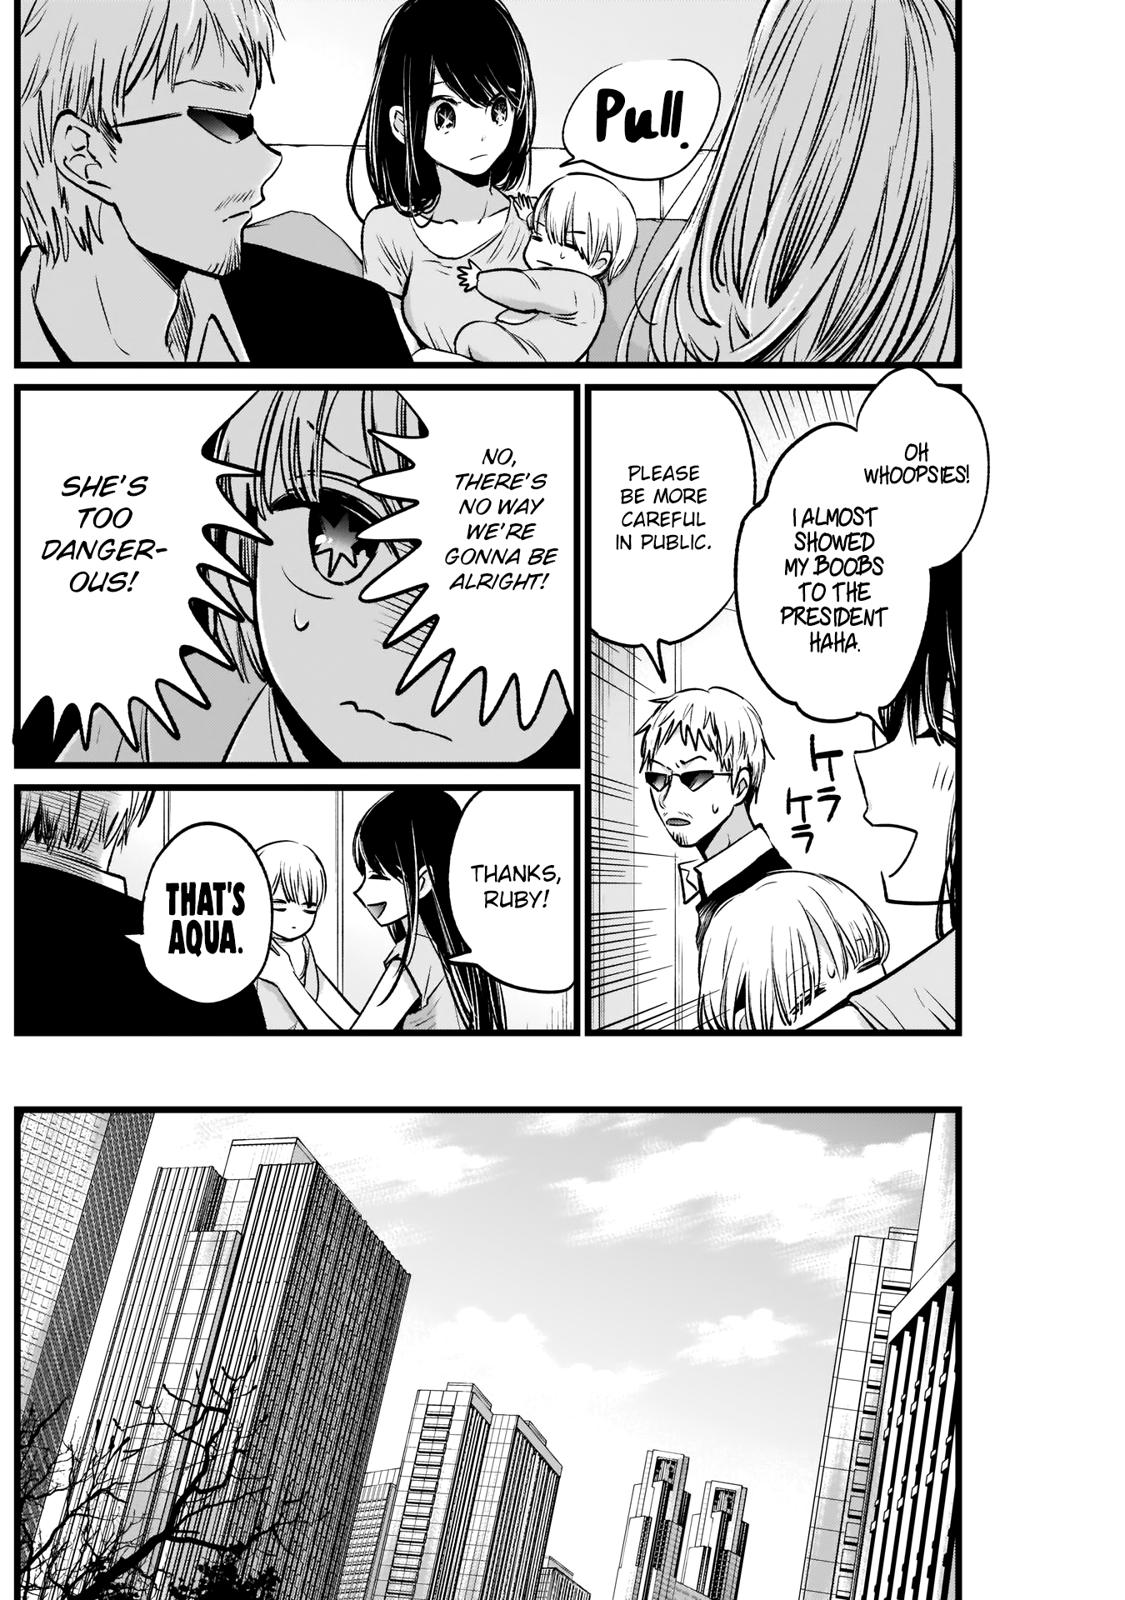 Pull.
OH
WHOOPSIES!
I ALMOST
SHOWED
MY BOOBS
TO THE
PRESIDENT
HAHA.
PLEASE
BE MORE
CAREFUL
IN PUBLIC.
ケラ
ケラ
NO,
THERE'S
NO WAY
WE'RE
GONNA BE
ALRIGHT!
SHE'S
TOO
DANGER-
OUS!
THANKS,
RUBY!
THAT'S
AQUA.